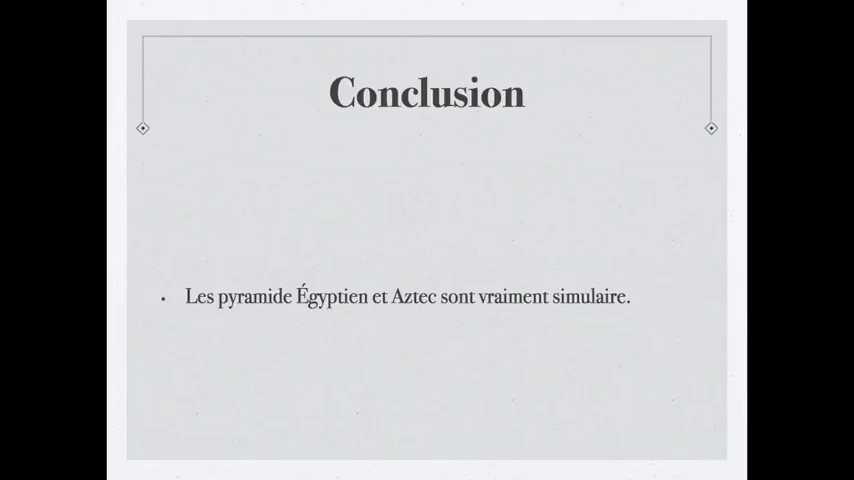 Conclusion
• Les pyramide Égyptien et Aztec sont vraiment simulaire.